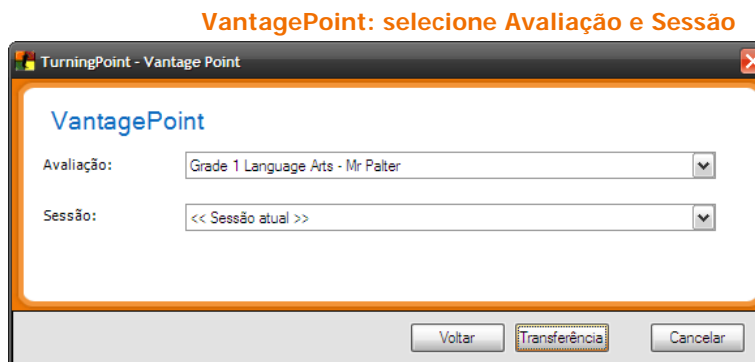 VantagePoint: selecione Avaliação e Sessão
TurningPoint - Vantage Point
VantagePoint
Avaliação: Grade 1 Language Arts - Mr Palter
Sessão: << Sessão atual >>
Voltar Transferência Cancelar